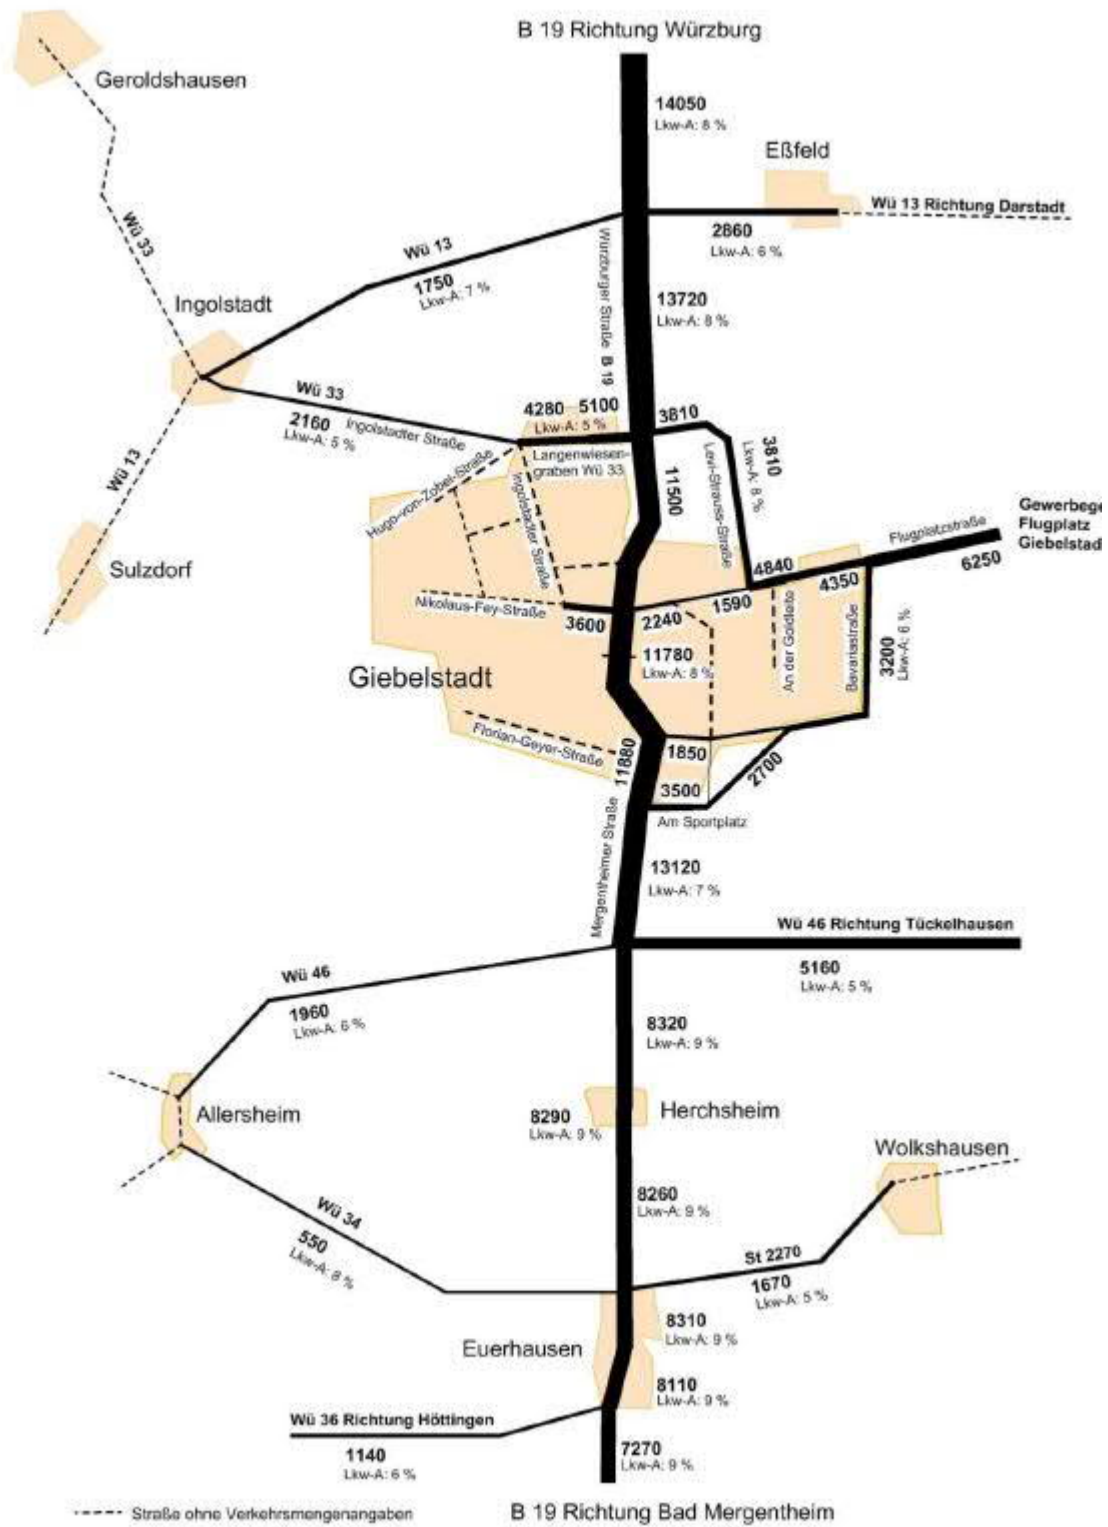 B 19 Richtung Würzburg
Geroldshausen
14050
Lkw-A: 8 %
Eßfeld
Wü 13 Richtung Darstadt
2860
Lkw-A: 6 %
Wü 33
Wü 13
1750
Lkw-A: 7 %
Würzburger Straße B 19
Ingolstadt
13720
Lkw-A: 8 %
Wü 33
2160
Lkw-A: 5 %
Ingolstadter Straße
4280 5100
Lkw-A: 5 %
3810
Langenwiesen-
graben Wü 33
3810
Lkw-A: 8 %
Wü 13
Hugo-von-Zobel-Straße
Ingolstadter Straße
11500
Levi-Strauss-Straße
Gewerbege
Flugplatz
Giebelstad
Flugplatzstraße
6250
Sulzdorf
4840
4350
Nikolaus-Fey-Straße
3600
2240
1590
An der Goldleite
Bavariastraße
3200
Lkw-A: 6 %
11780
Lkw-A: 8 %
Giebelstadt
Florian-Geyer-Straße
11880
1850
2700
3500
Am Sportplatz
Mergentheimer Straße
13120
Lkw-A: 7 %
Wü 46 Richtung Tückelhausen
5160
Lkw-A: 5 %
Wü 46
1960
Lkw-A: 6 %
8320
Lkw-A: 9 %
Allersheim
8290
Lkw-A: 9 %
Herchsheim
Wolkshausen
8260
Lkw-A: 9 %
Wü 34
550
Lkw-A: 8 %
St 2270
1670
Lkw-A: 5 %
Euerhausen
8310
Lkw-A: 9 %
8110
Lkw-A: 9 %
Wü 36 Richtung Höttingen
1140
Lkw-A: 6 %
7270
Lkw-A: 9 %
Straße ohne Verkehrsmengenangaben
B 19 Richtung Bad Mergentheim